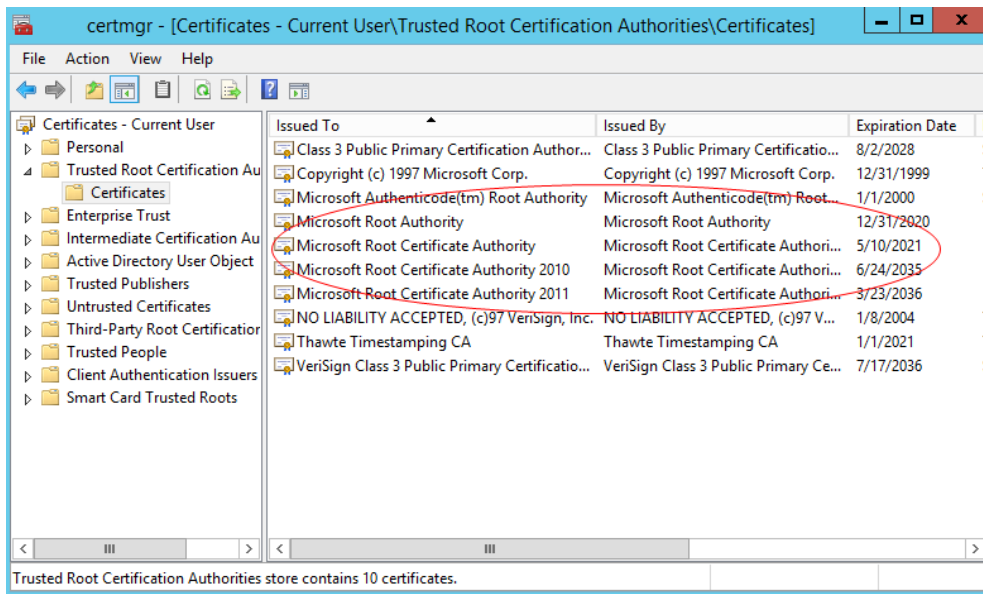 certmgr - [Certificates - Current User\Trusted Root Certification Authorities\Certificates]
File Action View Help
Certificates - Current User
Personal
Trusted Root Certification Au
Certificates
Enterprise Trust
Intermediate Certification Au
Active Directory User Object
Trusted Publishers
Untrusted Certificates
Third-Party Root Certification
Trusted People
Client Authentication Issuers
Smart Card Trusted Roots
Issued To Issued By Expiration Date
Class 3 Public Primary Certification Author... Class 3 Public Primary Certificatio... 8/2/2028
Copyright (c) 1997 Microsoft Corp. Copyright (c) 1997 Microsoft Corp. 12/31/1999
Microsoft Authenticode(tm) Root Authority Microsoft Authenticode(tm) Root... 1/1/2000
Microsoft Root Authority Microsoft Root Authority 12/31/2020
Microsoft Root Certificate Authority Microsoft Root Certificate Authori... 5/10/2021
Microsoft Root Certificate Authority 2010 Microsoft Root Certificate Authori... 6/24/2035
Microsoft Root Certificate Authority 2011 Microsoft Root Certificate Authori... 3/23/2036
NO LIABILITY ACCEPTED, (c)97 VeriSign, Inc. NO LIABILITY ACCEPTED, (c)97 V... 1/8/2004
Thawte Timestamping CA Thawte Timestamping CA 1/1/2021
VeriSign Class 3 Public Primary Certificatio... VeriSign Class 3 Public Primary Ce... 7/17/2036
Trusted Root Certification Authorities store contains 10 certificates.